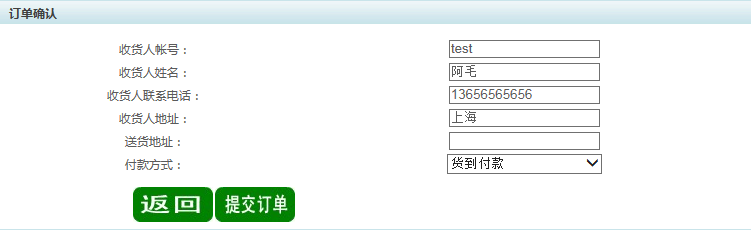 订单确认
收货人帐号： test
收货人姓名： 阿毛
收货人联系电话： 13656565656
收货人地址： 上海
送货地址：
付款方式： 货到付款
返回 提交订单